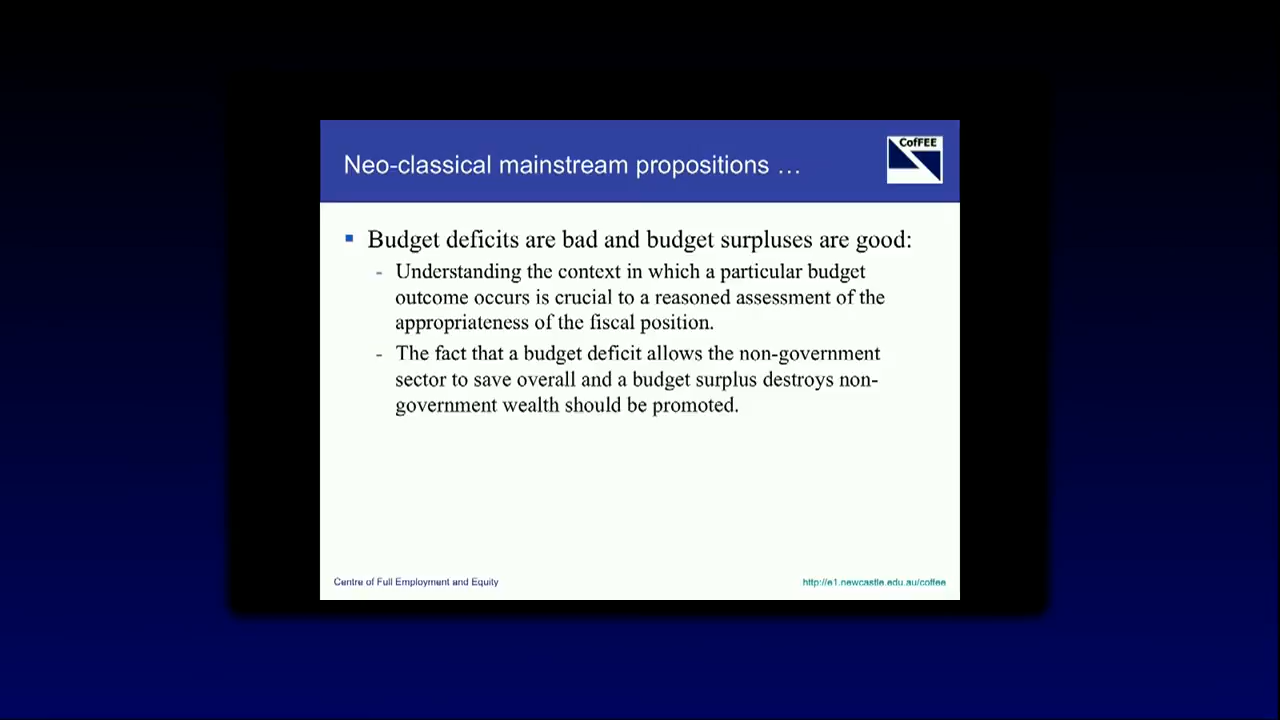 Neo-classical mainstream propositions …
CofFEE
▪ Budget deficits are bad and budget surpluses are good:
- Understanding the context in which a particular budget
outcome occurs is crucial to a reasoned assessment of the
appropriateness of the fiscal position.
- The fact that a budget deficit allows the non-government
sector to save overall and a budget surplus destroys non-
government wealth should be promoted.
Centre of Full Employment and Equity
http://e1.newcastle.edu.au/coffee